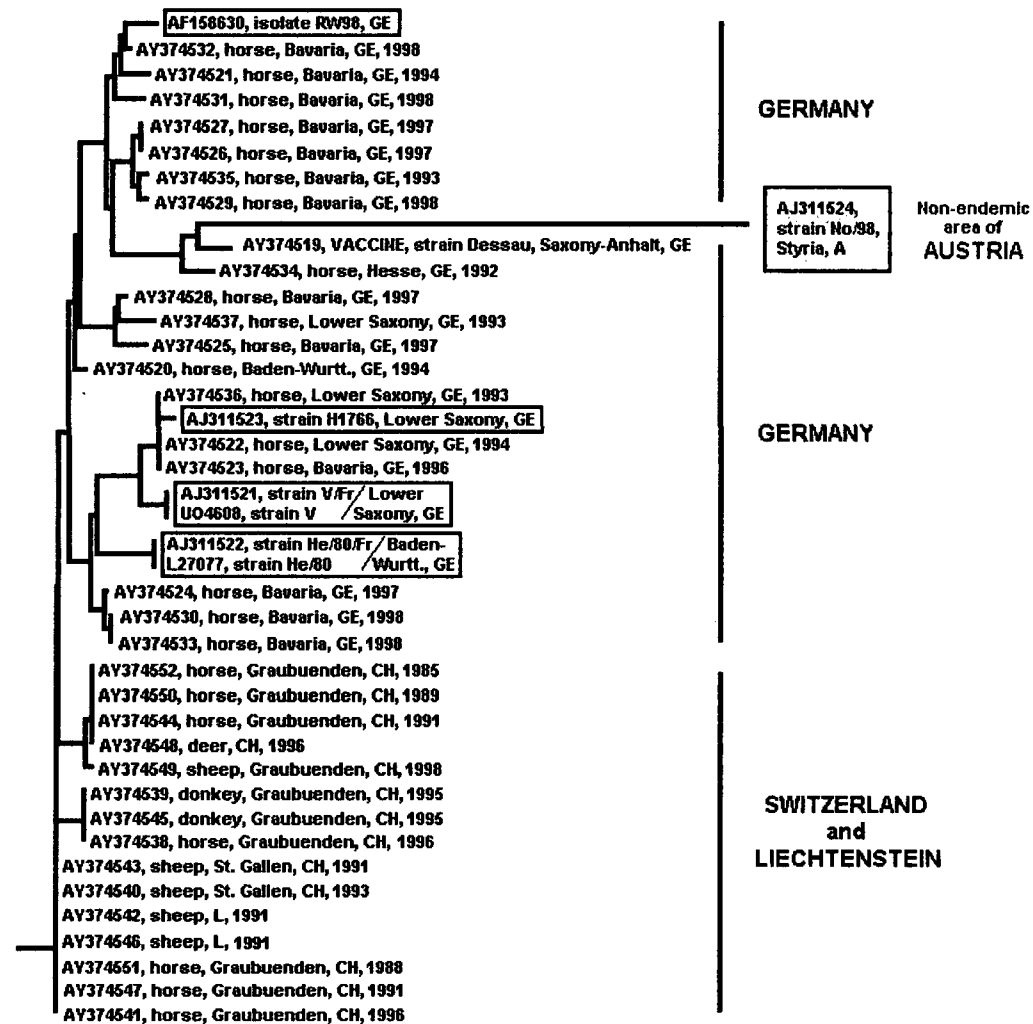 AF158630, isolate RW98, GE
AY374532, horse, Bavaria, GE, 1998
AY374521, horse, Bavaria, GE, 1994
AY374531, horse, Bavaria, GE, 1998
AY374527, horse, Bavaria, GE, 1997
AY374526, horse, Bavaria, GE, 1997
AY374535, horse, Bavaria, GE, 1993
AY374529, horse, Bavaria, GE, 1998
GERMANY
AJ311524,
strain No/98,
Styria, A
Non-endemic
area of
AUSTRIA
AY374519, VACCINE, strain Dessau, Saxony-Anhalt, GE
AY374534, horse, Hesse, GE, 1992
AY374528, horse, Bavaria, GE, 1997
AY374537, horse, Lower Saxony, GE, 1993
AY374525, horse, Bavaria, GE, 1997
AY374520, horse, Baden-Wurtt., GE, 1994
AY374536, horse, Lower Saxony, GE, 1993
AJ311523, strain H1766, Lower Saxony, GE
AY374522, horse, Lower Saxony, GE, 1994
AY374523, horse, Bavaria, GE, 1996
AJ311521, strain V/Fr / Lower
UO4608, strain V / Saxony, GE
AJ311522, strain He/80/Fr / Baden-
L27077, strain He/80 / Wurtt., GE
AY374524, horse, Bavaria, GE, 1997
AY374530, horse, Bavaria, GE, 1998
AY374533, horse, Bavaria, GE, 1998
GERMANY
AY374552, horse, Graubuenden, CH, 1985
AY374550, horse, Graubuenden, CH, 1989
AY374544, horse, Graubuenden, CH, 1991
AY374548, deer, CH, 1996
AY374549, sheep, Graubuenden, CH, 1998
AY374539, donkey, Graubuenden, CH, 1995
AY374545, donkey, Graubuenden, CH, 1995
AY374538, horse, Graubuenden, CH, 1996
AY374543, sheep, St. Gallen, CH, 1991
AY374540, sheep, St. Gallen, CH, 1993
AY374542, sheep, L, 1991
AY374546, sheep, L, 1991
AY374551, horse, Graubuenden, CH, 1988
AY374547, horse, Graubuenden, CH, 1991
AY374541, horse, Graubuenden, CH, 1996
SWITZERLAND
and
LIECHTENSTEIN